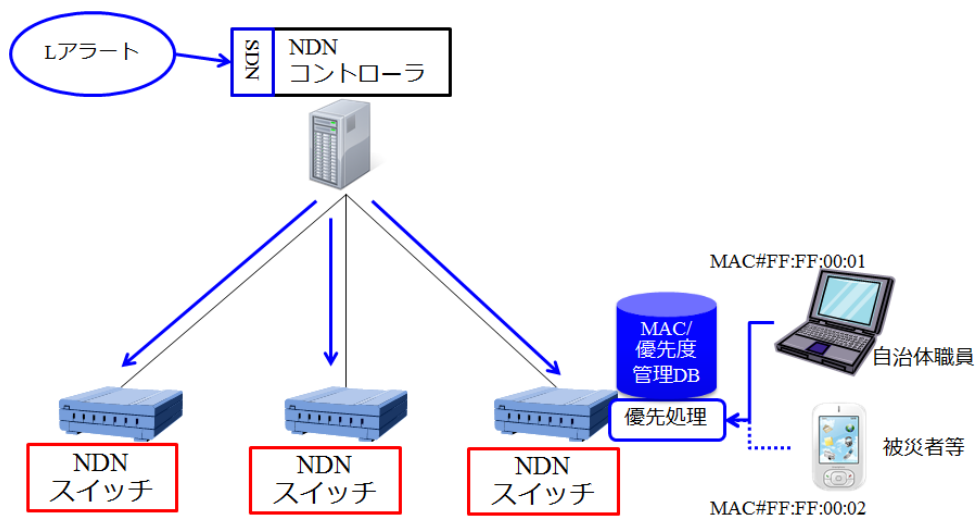 Lアラート
SDN
NDN
コントローラ
MAC#FF:FF:00:01
MAC/
優先度
管理DB
自治体職員
優先処理
被災者等
MAC#FF:FF:00:02
NDN
スイッチ
NDN
スイッチ
NDN
スイッチ